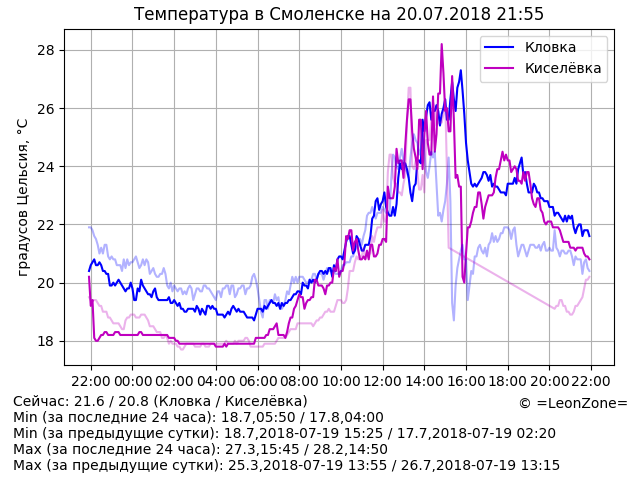 Температура в Смоленске на 20.07.2018 21:55
градусов Цельсия, °C
28
26
24
22
20
18
Кловка
Киселёвка
22:00 00:00 02:00 04:00 06:00 08:00 10:00 12:00 14:00 16:00 18:00 20:00 22:00
Сейчас: 21.6 / 20.8 (Кловка / Киселёвка)
© =LeonZone=
Min (за последние 24 часа): 18.7,05:50 / 17.8,04:00
Min (за предыдущие сутки): 18.7,2018-07-19 15:25 / 17.7,2018-07-19 02:20
Max (за последние 24 часа): 27.3,15:45 / 28.2,14:50
Max (за предыдущие сутки): 25.3,2018-07-19 13:55 / 26.7,2018-07-19 13:15